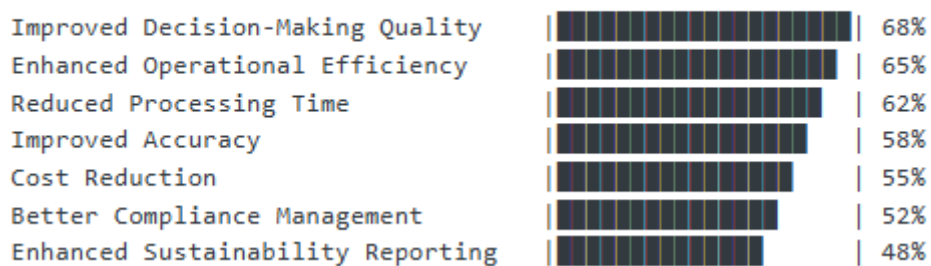 Improved Decision-Making Quality |████████████████████| 68%
Enhanced Operational Efficiency |███████████████████ | 65%
Reduced Processing Time |██████████████████ | 62%
Improved Accuracy |█████████████████ | 58%
Cost Reduction |████████████████ | 55%
Better Compliance Management |███████████████ | 52%
Enhanced Sustainability Reporting |██████████████ | 48%